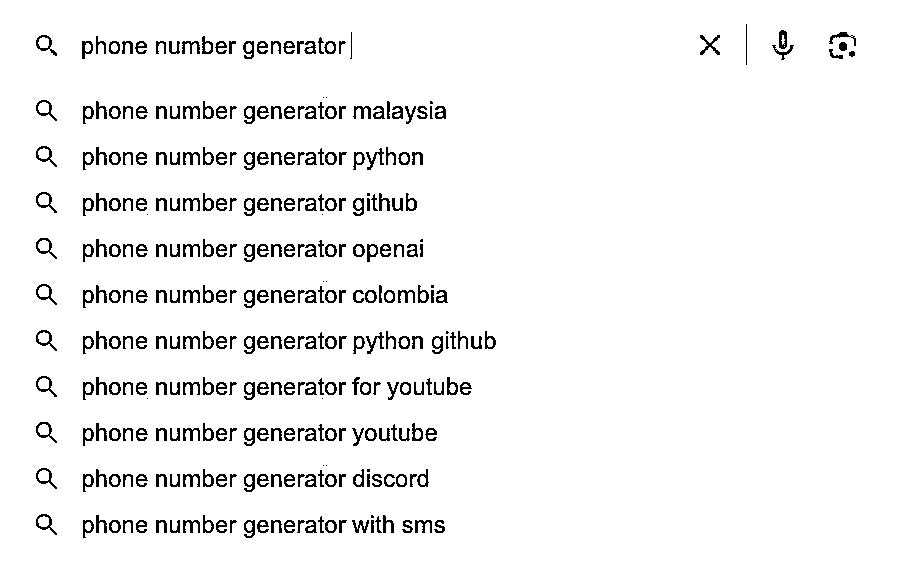 phone number generator
phone number generator malaysia
phone number generator python
phone number generator github
phone number generator openai
phone number generator colombia
phone number generator python github
phone number generator for youtube
phone number generator youtube
phone number generator discord
phone number generator with sms